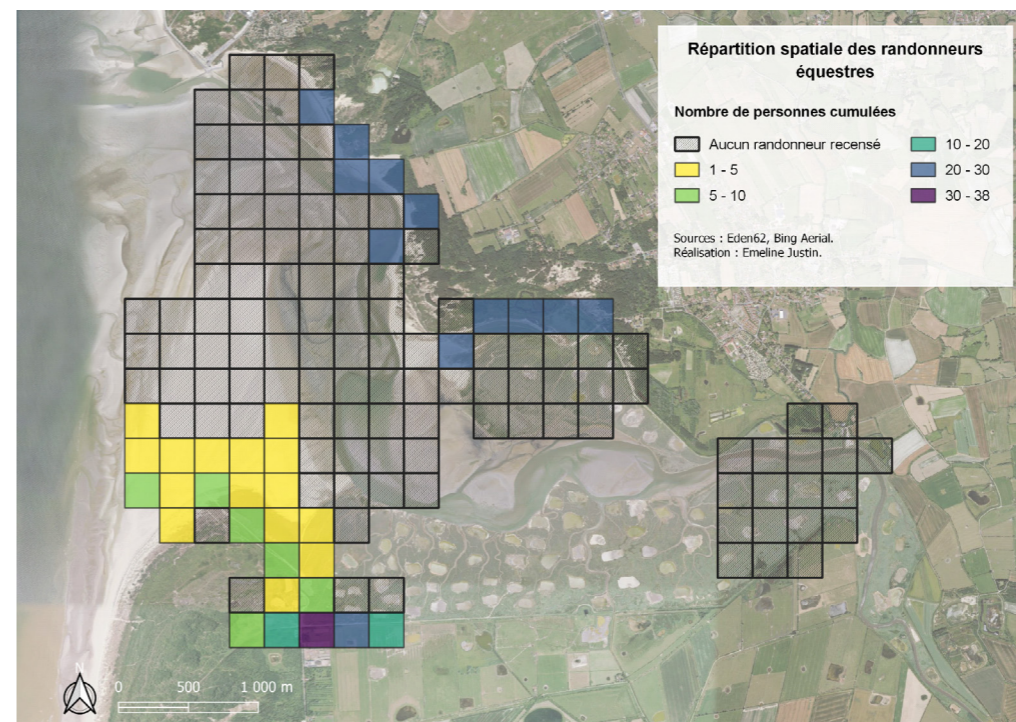 Répartition spatiale des randonneurs
équestres
Nombre de personnes cumulées
Aucun randonneur recensé
1 - 5
5 - 10
10 - 20
20 - 30
30 - 38
Sources : Eden62, Bing Aerial.
Réalisation : Emeline Justin.
N
0 500 1 000 m